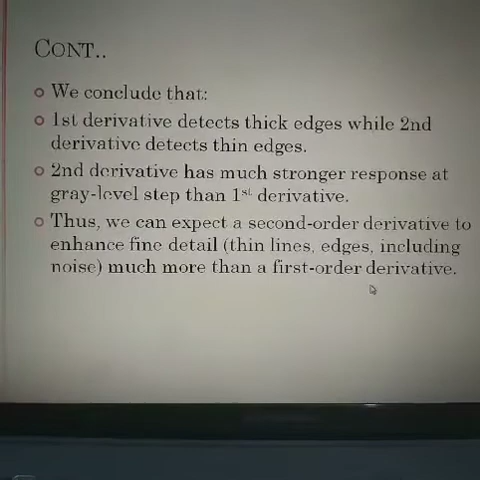 CONT..
We conclude that:
1st derivative detects thick edges while 2nd
derivative detects thin edges.
2nd derivative has much stronger response at
gray-level step than 1st derivative.
Thus, we can expect a second-order derivative to
enhance fine detail (thin lines, edges, including
noise) much more than a first-order derivative.